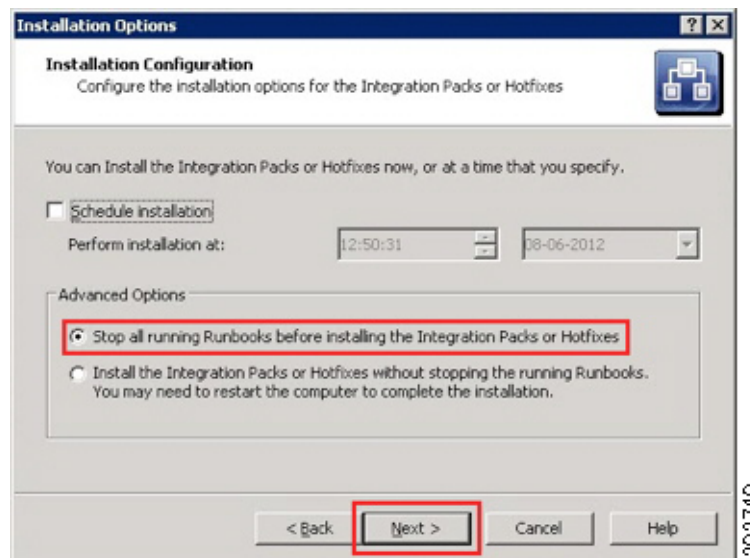 Installation Options
Installation Configuration
Configure the installation options for the Integration Packs or Hotfixes
You can Install the Integration Packs or Hotfixes now, or at a time that you specify.
Schedule installation
Perform installation at:
12:50:31
08-06-2012
Advanced Options
Stop all running Runbooks before installing the Integration Packs or Hotfixes
Install the Integration Packs or Hotfixes without stopping the running Runbooks.
You may need to restart the computer to complete the installation.
< Back
Next >
Cancel
Help